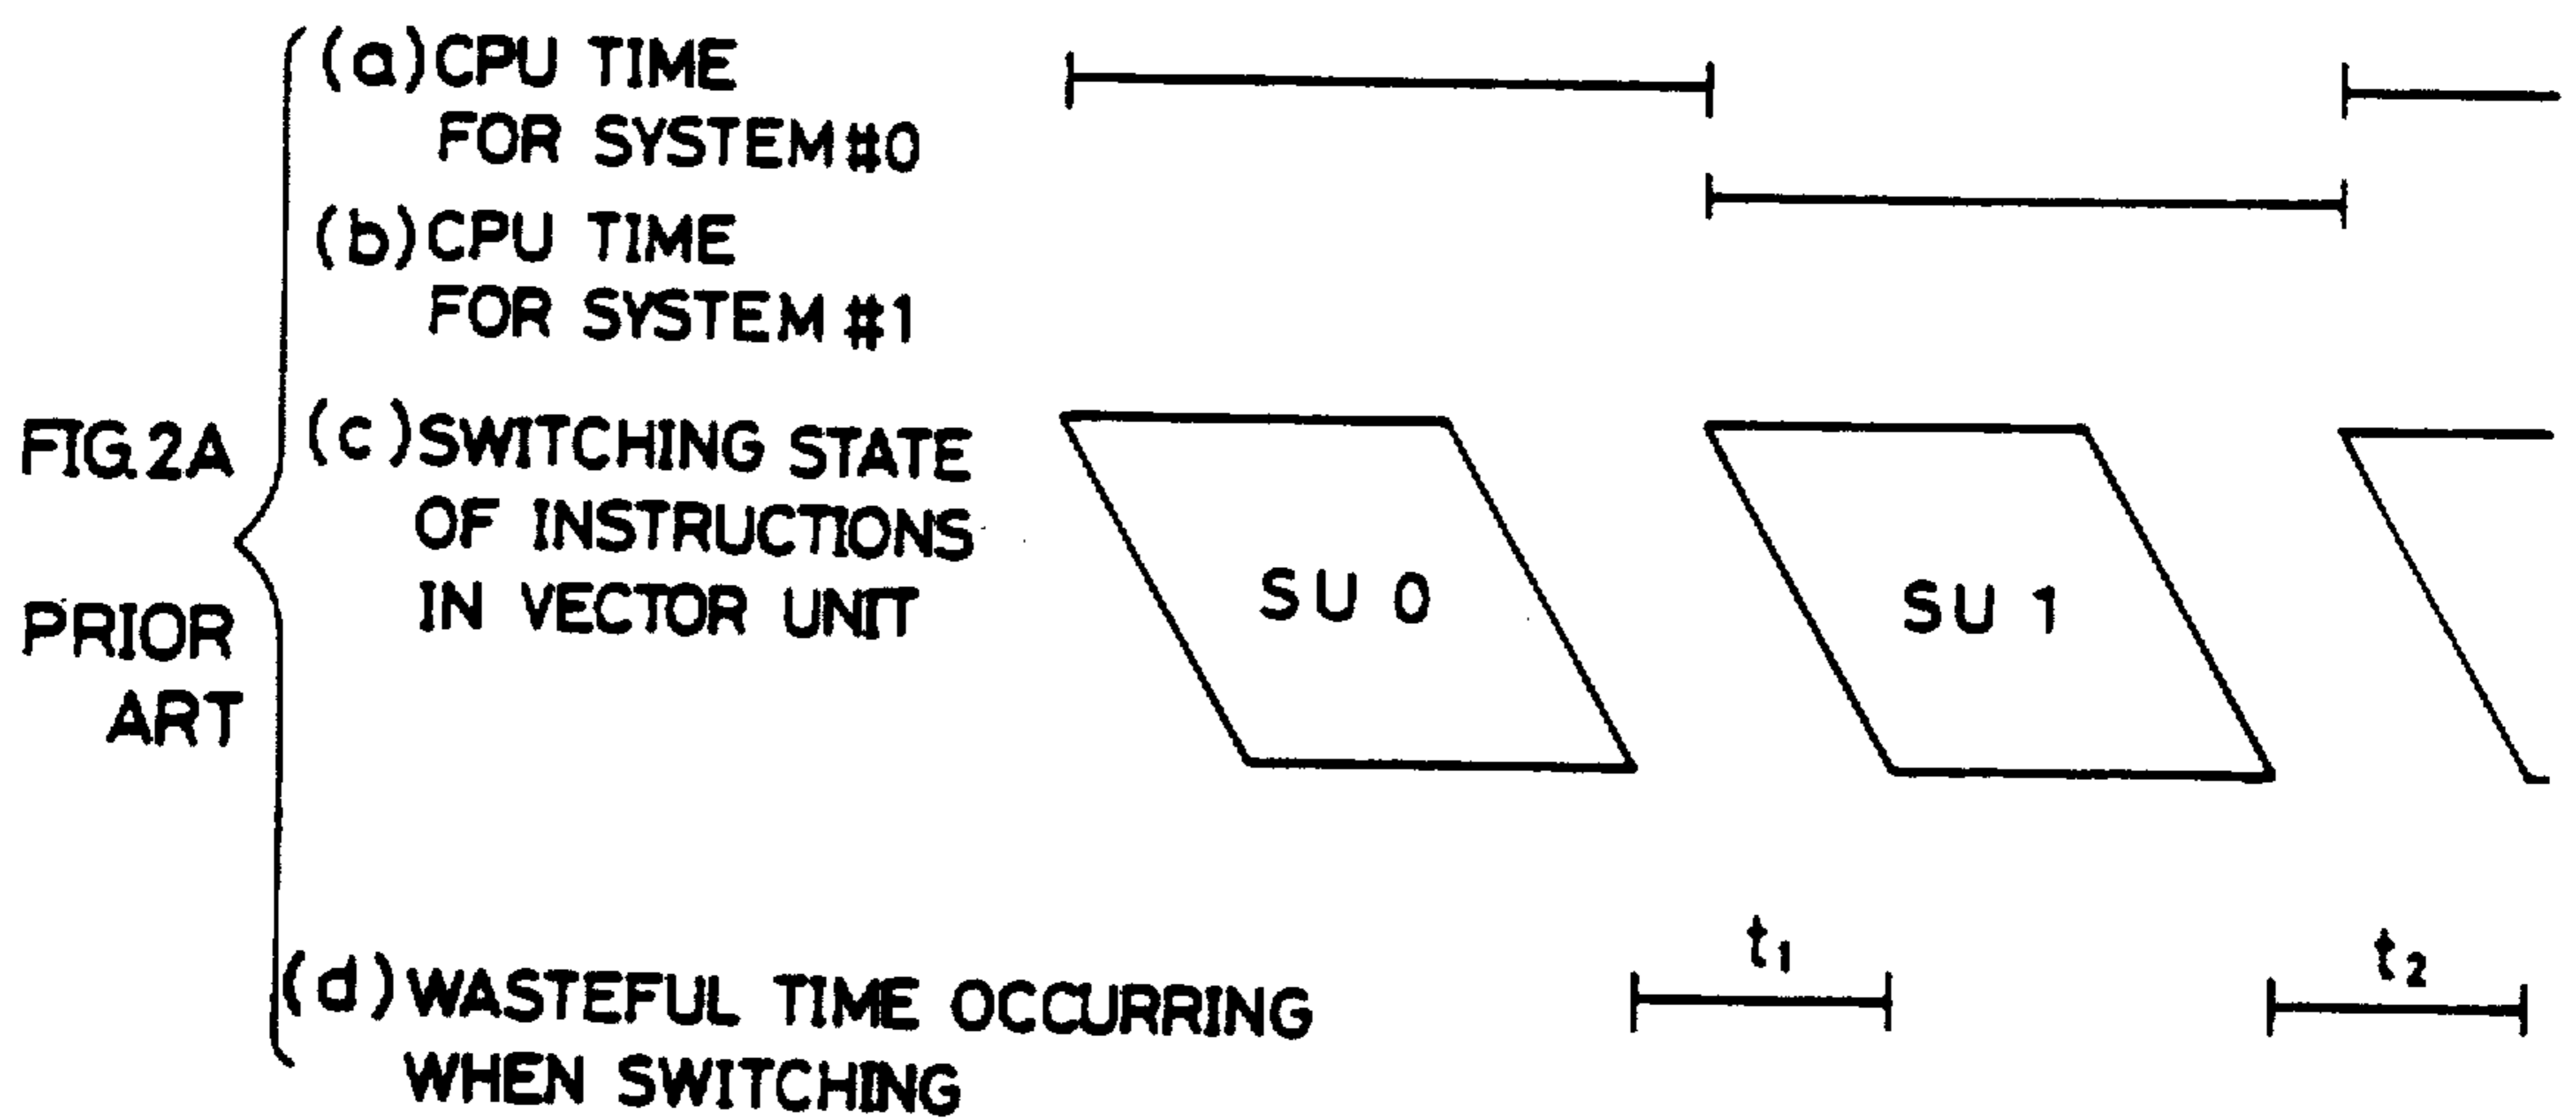 (a) CPU TIME
FOR SYSTEM #0
(b) CPU TIME
FOR SYSTEM #1
FIG. 2A
PRIOR
ART
(c) SWITCHING STATE
OF INSTRUCTIONS
IN VECTOR UNIT
SU 0
SU 1
(d) WASTEFUL TIME OCCURRING
WHEN SWITCHING
t1
t2